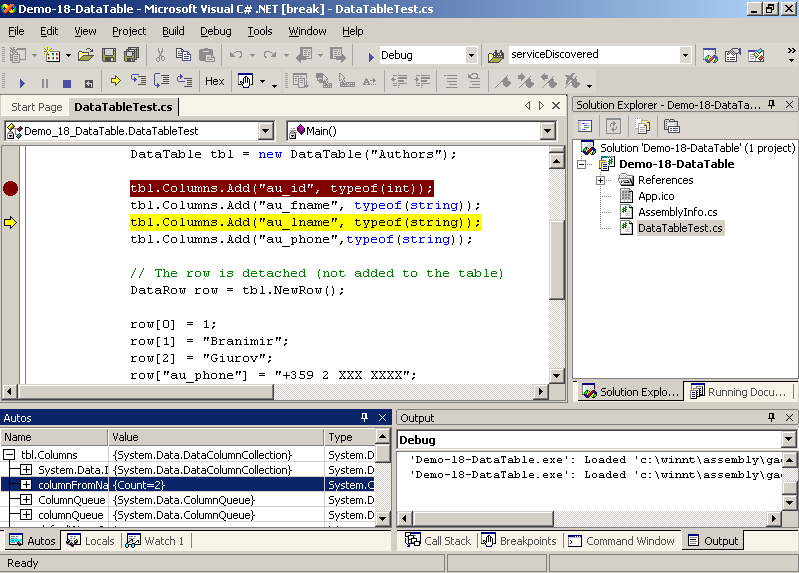 Demo-18-DataTable - Microsoft Visual C# .NET [break] - DataTableTest.cs
File Edit View Project Build Debug Tools Window Help
Debug serviceDiscovered
Hex
Start Page DataTableTest.cs
Demo_18_DataTable.DataTableTest Main()
DataTable tbl = new DataTable("Authors");
tbl.Columns.Add("au_id", typeof(int));
tbl.Columns.Add("au_fname", typeof(string));
tbl.Columns.Add("au_lname", typeof(string));
tbl.Columns.Add("au_phone",typeof(string));
// The row is detached (not added to the table)
DataRow row = tbl.NewRow();
row[0] = 1;
row[1] = "Branimir";
row[2] = "Giurov";
row["au_phone"] = "+359 2 XXX XXXX";
Solution Explorer - Demo-18-DataTa...
Solution 'Demo-18-DataTable' (1 project)
Demo-18-DataTable
References
App.ico
AssemblyInfo.cs
DataTableTest.cs
Solution Explo... Running Docu...
Autos
Name Value Type
tbl.Columns {System.Data.DataColumnCollection} System.D
System.Data.I {System.Data.DataColumnCollection} System.D
columnFromNa {Count=2} System.C
ColumnQueue {System.Data.ColumnQueue} System.D
columnQueue {System.Data.ColumnQueue} System.D
Autos Locals Watch 1
Output
Debug
'Demo-18-DataTable.exe': Loaded 'c:\winnt\assembly\gac
'Demo-18-DataTable.exe': Loaded 'c:\winnt\assembly\gac
Call Stack Breakpoints Command Window Output
Ready